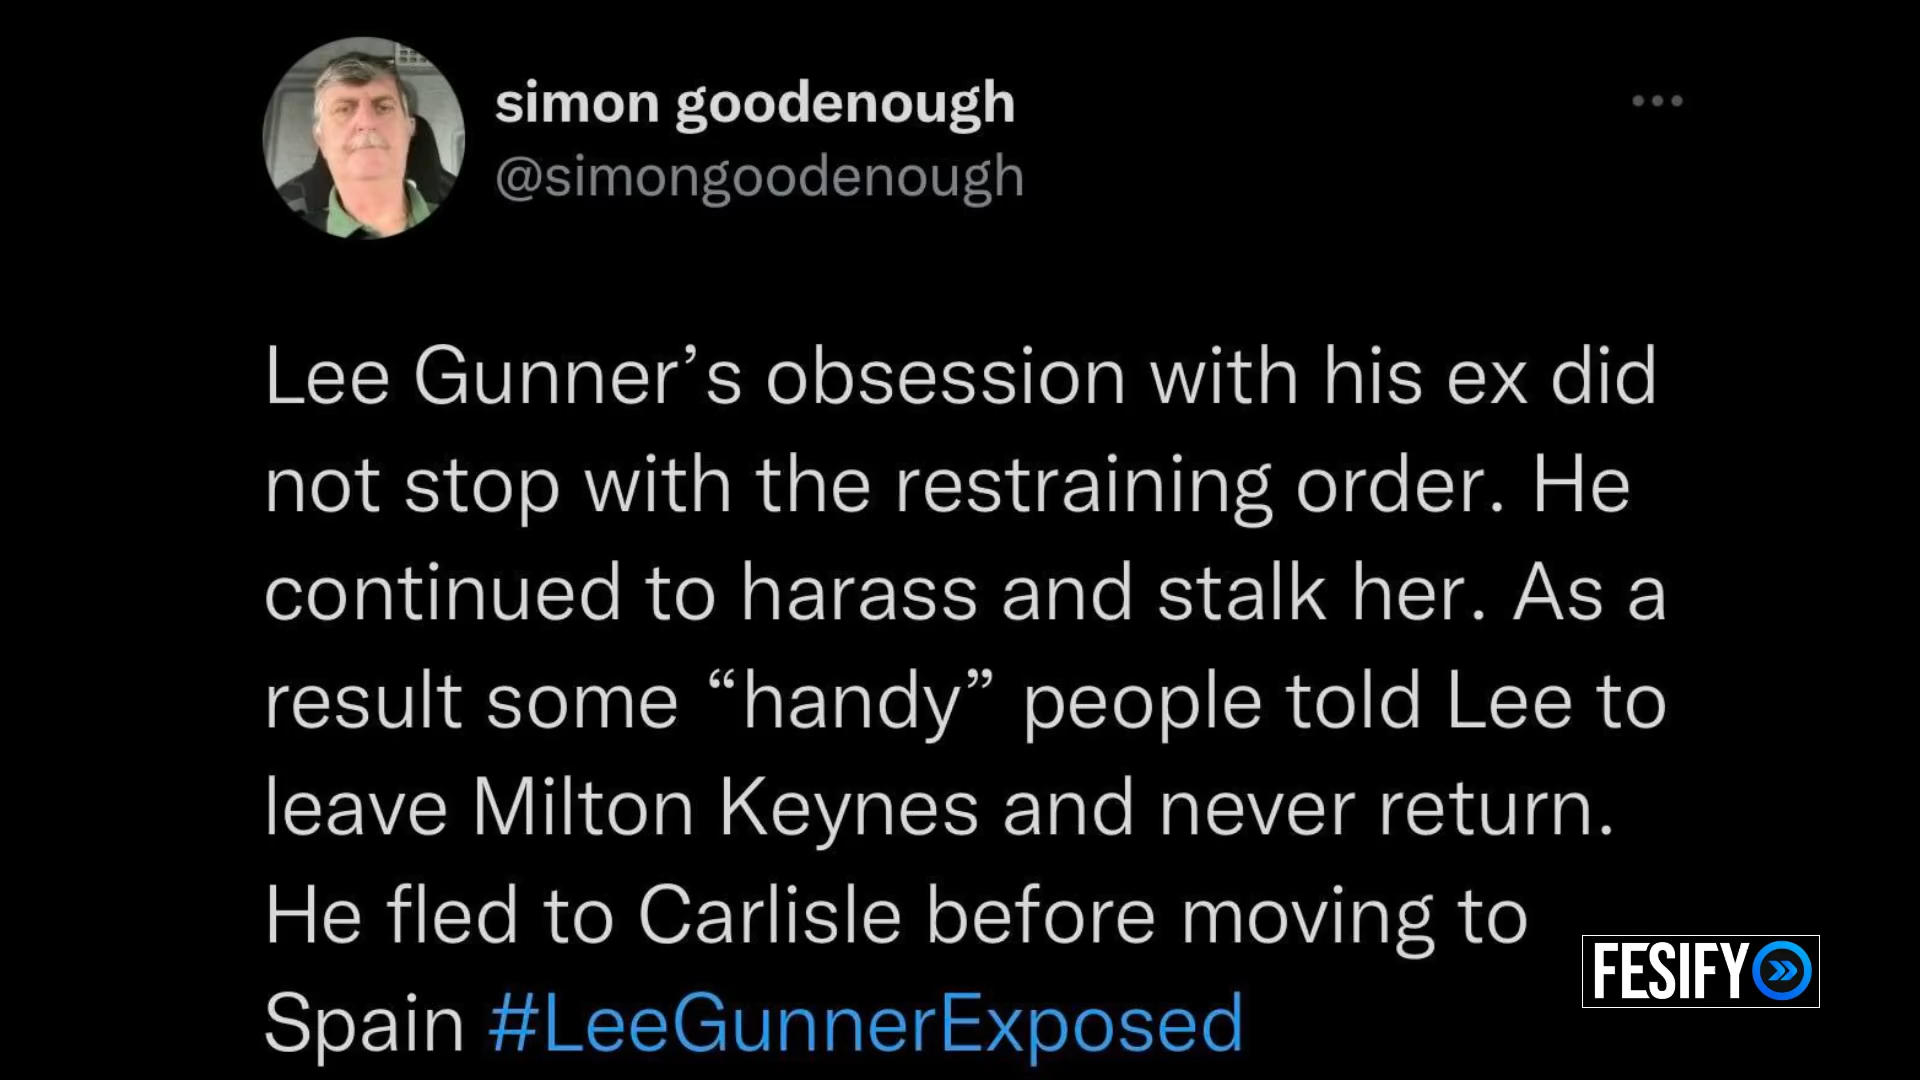 simon goodenough
@simongoodenough
Lee Gunner’s obsession with his ex did
not stop with the restraining order. He
continued to harass and stalk her. As a
result some “handy” people told Lee to
leave Milton Keynes and never return.
He fled to Carlisle before moving to
Spain #LeeGunnerExposed
FESIFY